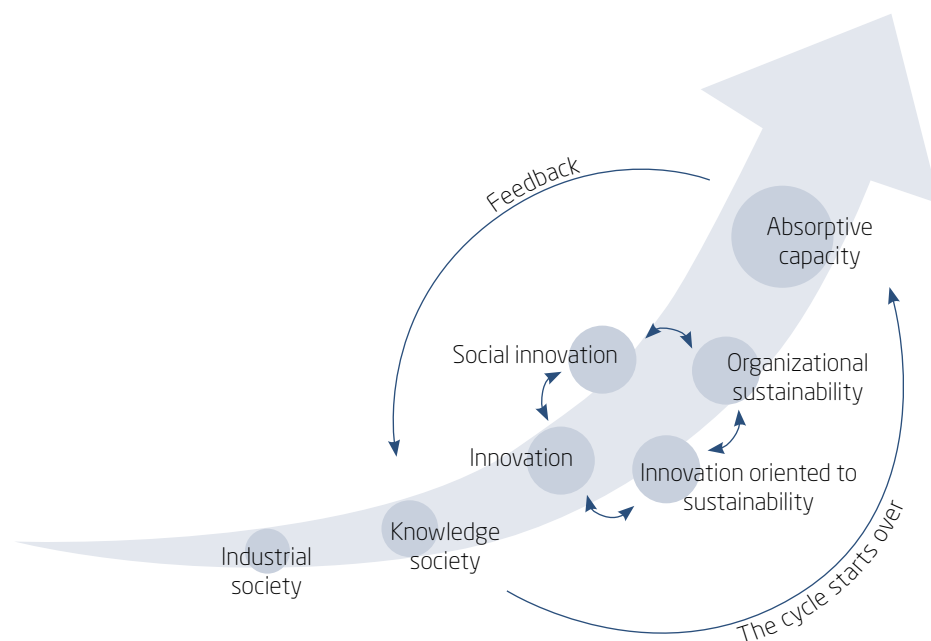 Feedback
Absorptive
capacity
Social innovation
Organizational
sustainability
Innovation
Innovation oriented to
sustainability
Knowledge
society
Industrial
society
The cycle starts over